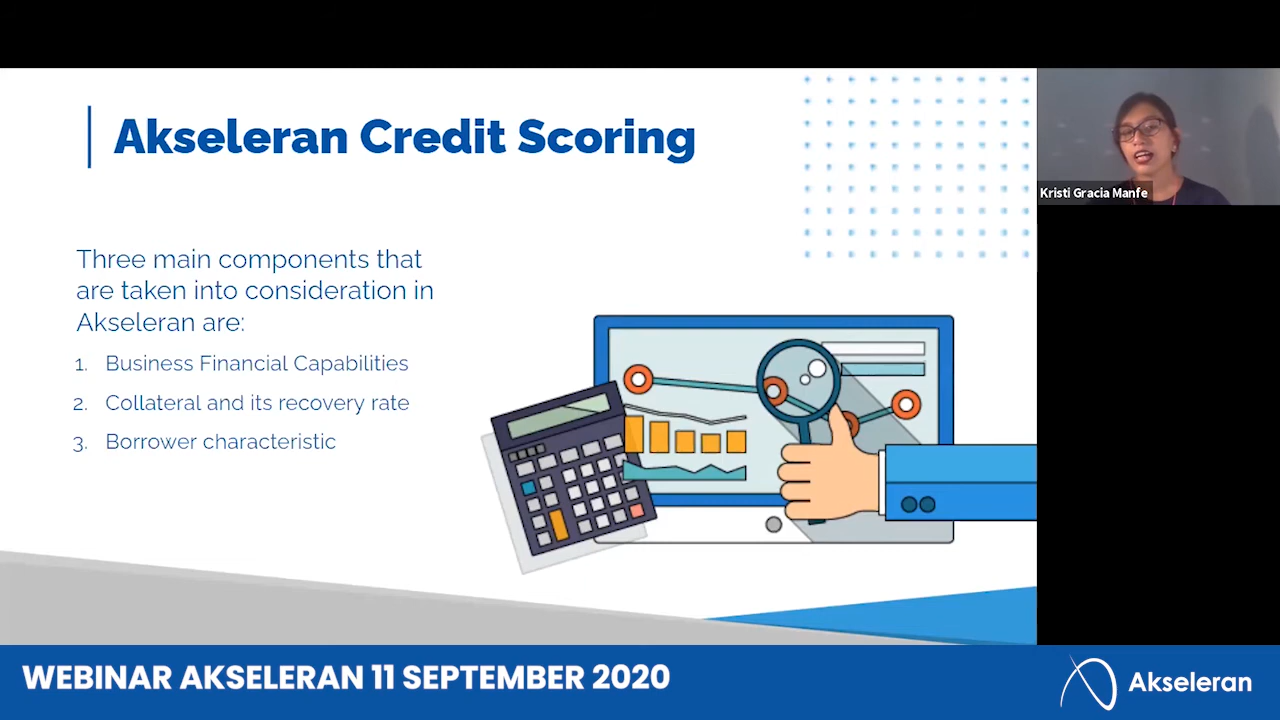 Akseleran Credit Scoring
Three main components that
are taken into consideration in
Akseleran are:
1. Business Financial Capabilities
2. Collateral and its recovery rate
3. Borrower characteristic
Kristi Gracia Manfe
WEBINAR AKSELERAN 11 SEPTEMBER 2020
Akseleran